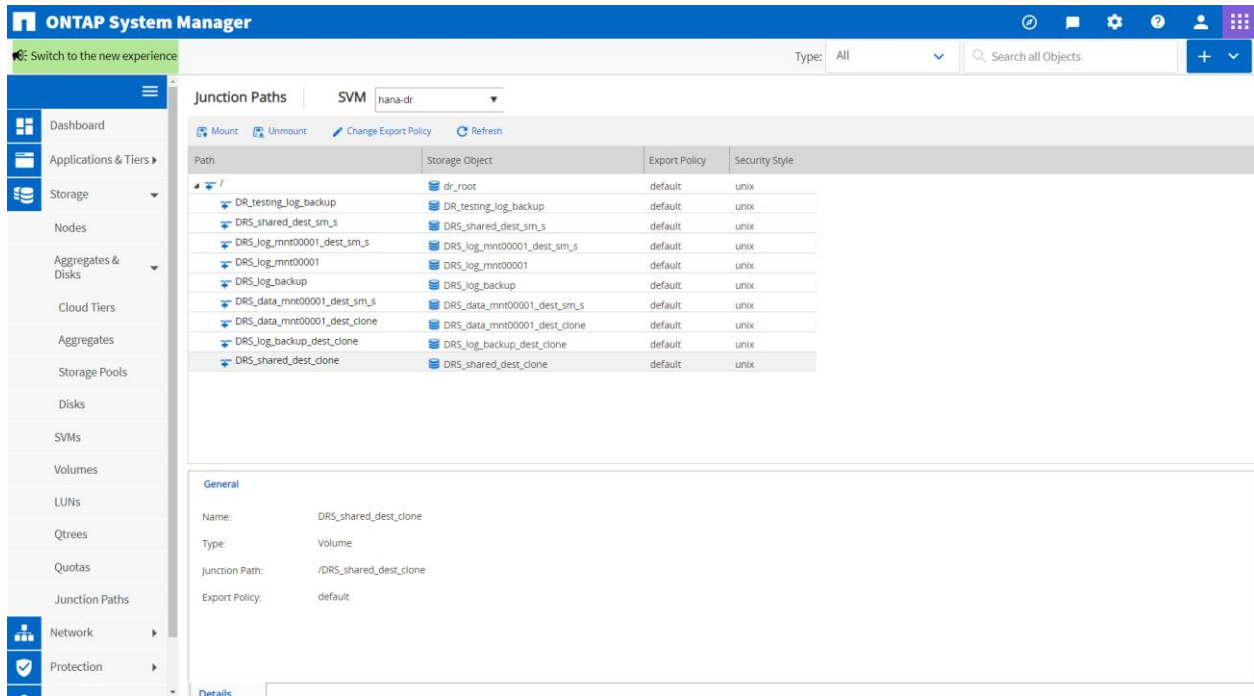 ONTAP System Manager
Switch to the new experience
Type: All
Search all Objects
Junction Paths SVM hana-dr
Dashboard
Mount Unmount Change Export Policy Refresh
Applications & Tiers
Path Storage Object Export Policy Security Style
/ dr_root default unix
Storage
DR_testing_log_backup DR_testing_log_backup default unix
DRS_shared_dest_sm_s DRS_shared_dest_sm_s default unix
Nodes
DRS_log_mnt00001_dest_sm_s DRS_log_mnt00001_dest_sm_s default unix
DRS_log_mnt00001 DRS_log_mnt00001 default unix
Aggregates &
Disks
DRS_log_backup DRS_log_backup default unix
DRS_data_mnt00001_dest_sm_s DRS_data_mnt00001_dest_sm_s default unix
Cloud Tiers
DRS_data_mnt00001_dest_clone DRS_data_mnt00001_dest_clone default unix
DRS_log_backup_dest_clone DRS_log_backup_dest_clone default unix
Aggregates
DRS_shared_dest_clone DRS_shared_dest_clone default unix
Storage Pools
Disks
SVMs
Volumes
General
LUNs
Name: DRS_shared_dest_clone
Qtrees
Type: Volume
Quotas
Junction Path: /DRS_shared_dest_clone
Junction Paths
Export Policy: default
Network
Protection
Details